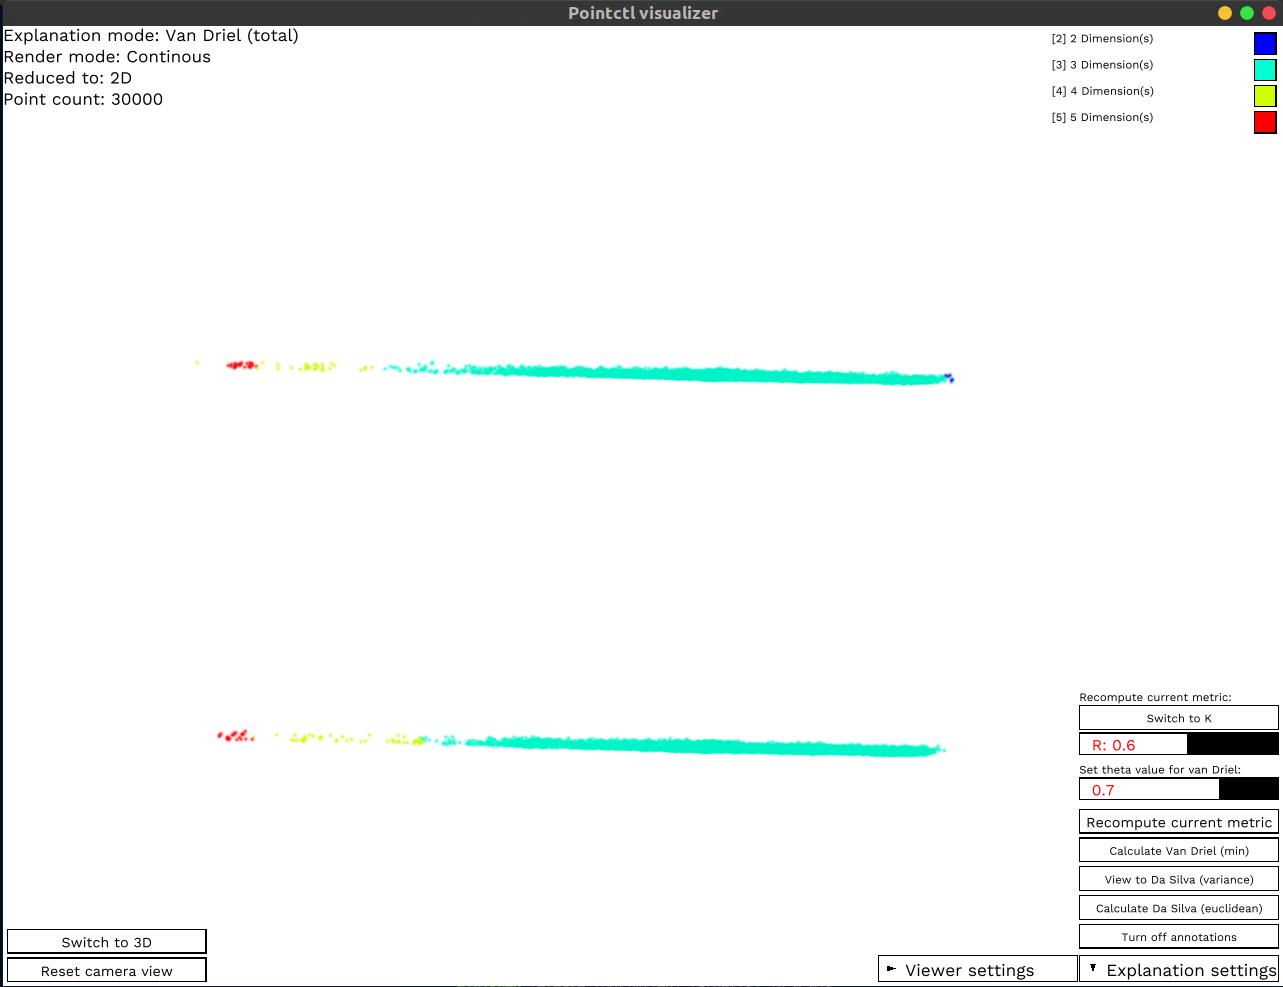 Pointctl visualizer
Explanation mode: Van Driel (total)
Render mode: Continous
Reduced to: 2D
Point count: 30000
[2] 2 Dimension(s)
[3] 3 Dimension(s)
[4] 4 Dimension(s)
[5] 5 Dimension(s)
Recompute current metric:
Switch to K
R: 0.6
Set theta value for van Driel:
0.7
Recompute current metric
Calculate Van Driel (min)
View to Da Silva (variance)
Calculate Da Silva (euclidean)
Turn off annotations
Switch to 3D
Reset camera view
Viewer settings
Explanation settings